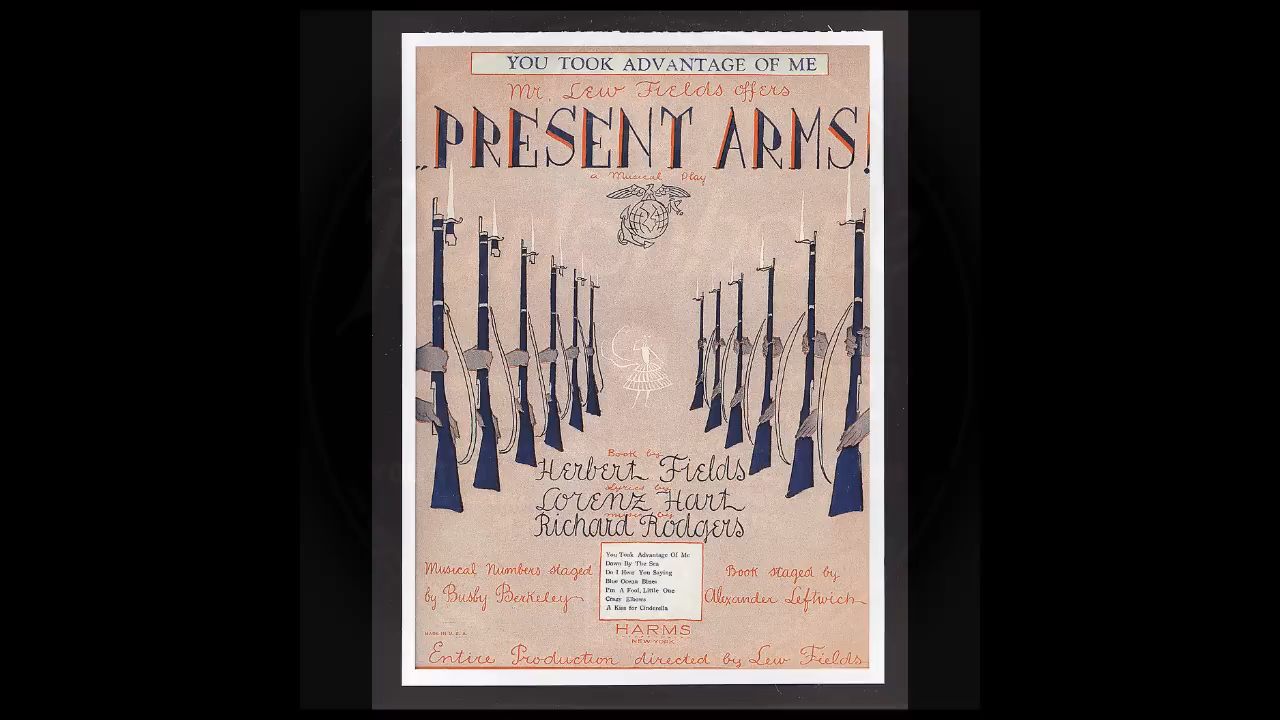 YOU TOOK ADVANTAGE OF ME
Mr. Lew Fields offers
..PRESENT ARMS!
a Musical Play
Book by
Herbert Fields
Lyrics by
Lorenz Hart
music by
Richard Rodgers
You Took Advantage Of Me
Down By The Sea
Do I Hear You Saying
Blue Ocean Blues
I'm A Fool, Little One
Crazy Elbows
A Kiss for Cinderella
Musical Numbers staged
by Busby Berkeley
Book staged by
Alexander Leftwich
MADE IN U. S. A.
HARMS
NEW YORK
Entire Production directed by Lew Fields